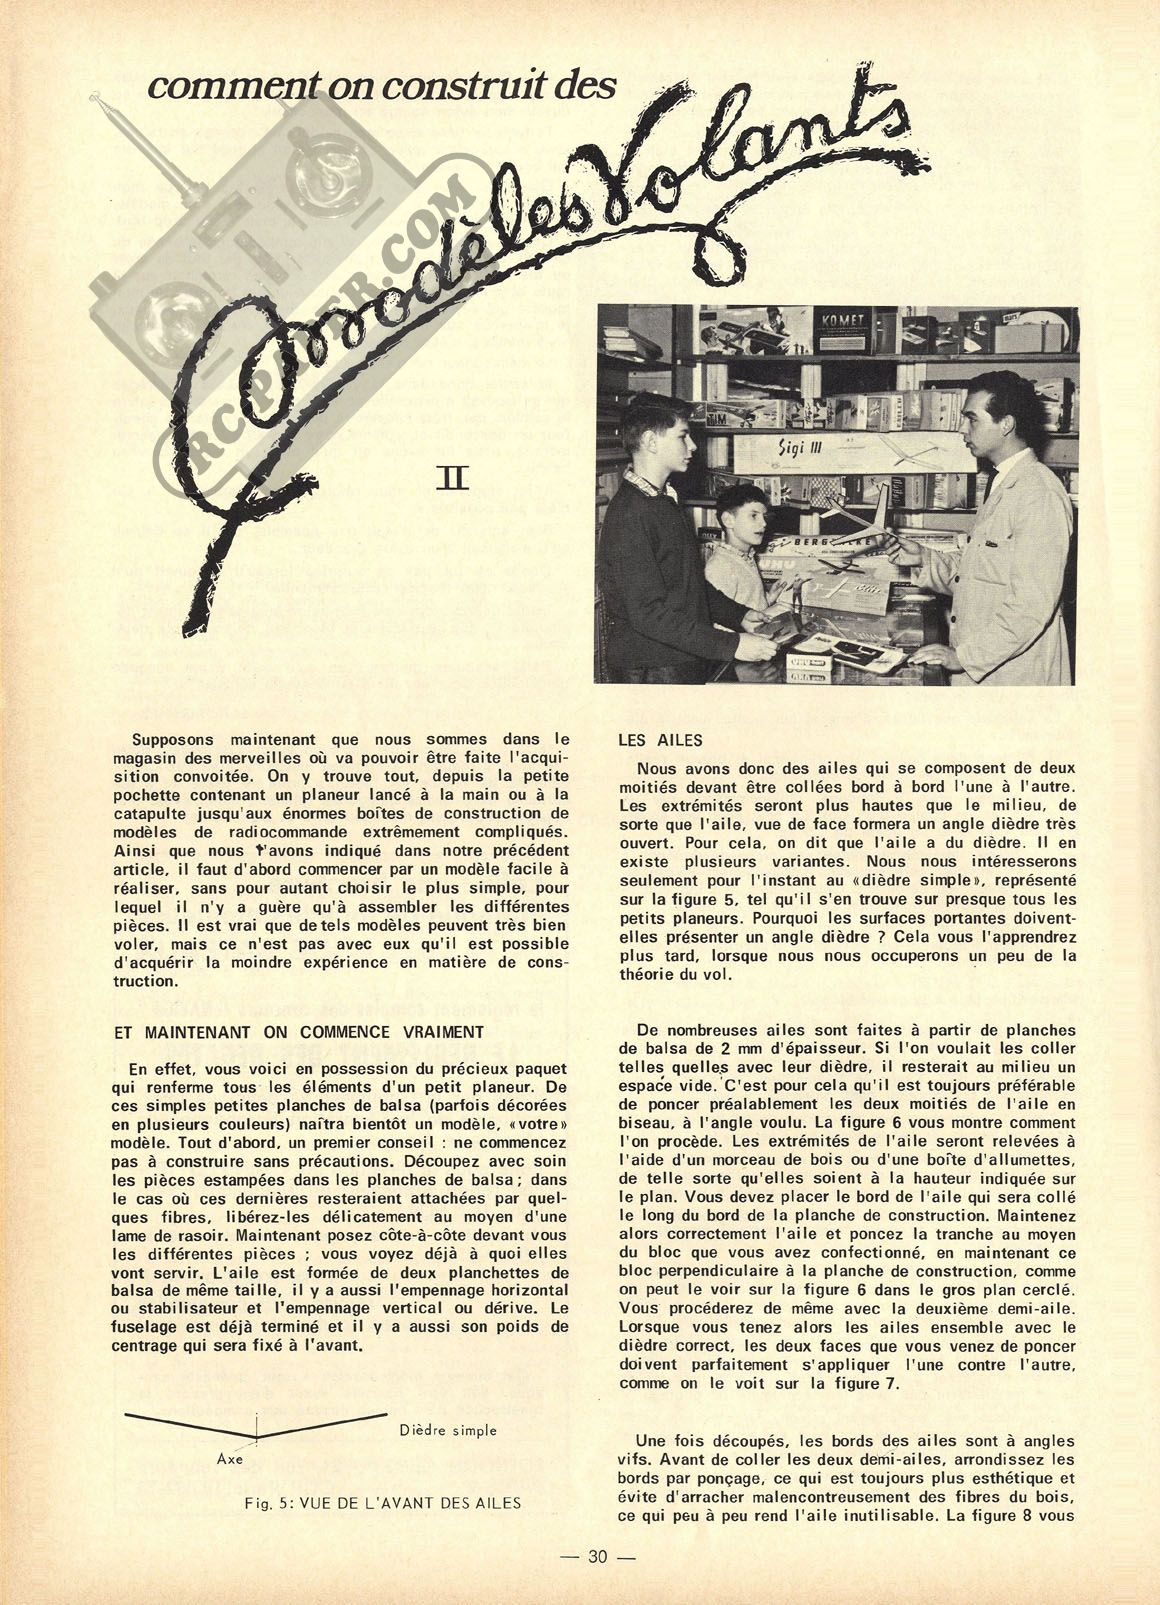 comment on construit des
modèles Volants
RC-PAPER.COM
II
KOMET
TIM
Sigi III
UHU
Supposons maintenant que nous sommes dans le
magasin des merveilles où va pouvoir être faite l'acqui-
sition convoitée. On y trouve tout, depuis la petite
pochette contenant un planeur lancé à la main ou à la
catapulte jusqu'aux énormes boîtes de construction de
modèles de radiocommande extrêmement compliqués.
Ainsi que nous l'avons indiqué dans notre précédent
article, il faut d'abord commencer par un modèle facile à
réaliser, sans pour autant choisir le plus simple, pour
lequel il n'y a guère qu'à assembler les différentes
pièces. Il est vrai que de tels modèles peuvent très bien
voler, mais ce n'est pas avec eux qu'il est possible
d'acquérir la moindre expérience en matière de cons-
truction.
ET MAINTENANT ON COMMENCE VRAIMENT
En effet, vous voici en possession du précieux paquet
qui renferme tous les éléments d'un petit planeur. De
ces simples petites planches de balsa (parfois décorées
en plusieurs couleurs) naîtra bientôt un modèle, «votre»
modèle. Tout d'abord, un premier conseil : ne commencez
pas à construire sans précautions. Découpez avec soin
les pièces estampées dans les planches de balsa; dans
le cas où ces dernières resteraient attachées par quel-
ques fibres, libérez-les délicatement au moyen d'une
lame de rasoir. Maintenant posez côte-à-côte devant vous
les différentes pièces ; vous voyez déjà à quoi elles
vont servir. L'aile est formée de deux planchettes de
balsa de même taille, il y a aussi l'empennage horizontal
ou stabilisateur et l'empennage vertical ou dérive. Le
fuselage est déjà terminé et il y a aussi son poids de
centrage qui sera fixé à l'avant.
Dièdre simple
Axe
Fig. 5: VUE DE L'AVANT DES AILES
LES AILES
Nous avons donc des ailes qui se composent de deux
moitiés devant être collées bord à bord l'une à l'autre.
Les extrémités seront plus hautes que le milieu, de
sorte que l'aile, vue de face formera un angle dièdre très
ouvert. Pour cela, on dit que l'aile a du dièdre. Il en
existe plusieurs variantes. Nous nous intéresserons
seulement pour l'instant au «dièdre simple», représenté
sur la figure 5, tel qu'il s'en trouve sur presque tous les
petits planeurs. Pourquoi les surfaces portantes doivent-
elles présenter un angle dièdre ? Cela vous l'apprendrez
plus tard, lorsque nous nous occuperons un peu de la
théorie du vol.
De nombreuses ailes sont faites à partir de planches
de balsa de 2 mm d'épaisseur. Si l'on voulait les coller
telles quelles avec leur dièdre, il resterait au milieu un
espace vide. C'est pour cela qu'il est toujours préférable
de poncer préalablement les deux moitiés de l'aile en
biseau, à l'angle voulu. La figure 6 vous montre comment
l'on procède. Les extrémités de l'aile seront relevées à
l'aide d'un morceau de bois ou d'une boîte d'allumettes,
de telle sorte qu'elles soient à la hauteur indiquée sur
le plan. Vous devez placer le bord de l'aile qui sera collé
le long du bord de la planche de construction. Maintenez
alors correctement l'aile et poncez la tranche au moyen
du bloc que vous avez confectionné, en maintenant ce
bloc perpendiculaire à la planche de construction, comme
on peut le voir sur la figure 6 dans le gros plan cerclé.
Vous procéderez de même avec la deuxième demi-aile.
Lorsque vous tenez alors les ailes ensemble avec le
dièdre correct, les deux faces que vous venez de poncer
doivent parfaitement s'appliquer l'une contre l'autre,
comme on le voit sur la figure 7.
Une fois découpés, les bords des ailes sont à angles
vifs. Avant de coller les deux demi-ailes, arrondissez les
bords par ponçage, ce qui est toujours plus esthétique et
évite d'arracher malencontreusement des fibres du bois,
ce qui peu à peu rend l'aile inutilisable. La figure 8 vous
— 30 —